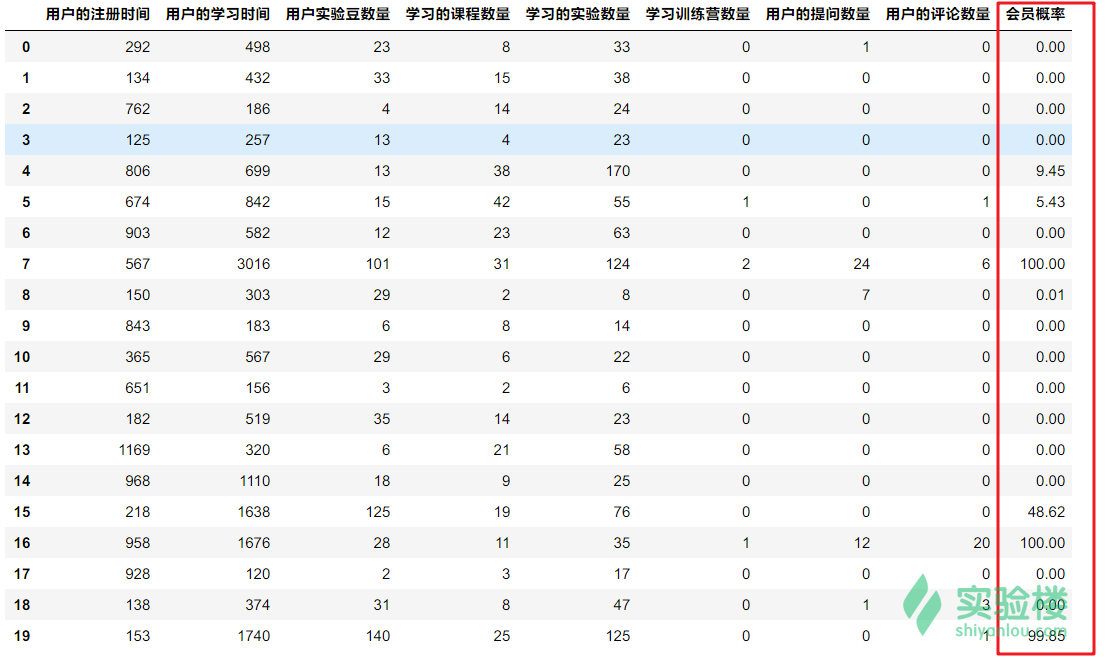 用户的注册时间 用户的学习时间 用户实验豆数量 学习的课程数量 学习的实验数量 学习训练营数量 用户的提问数量 用户的评论数量 会员概率
0 292 498 23 8 33 0 1 0 0.00
1 134 432 33 15 38 0 0 0 0.00
2 762 186 4 14 24 0 0 0 0.00
3 125 257 13 4 23 0 0 0 0.00
4 806 699 13 38 170 0 0 0 9.45
5 674 842 15 42 55 1 0 1 5.43
6 903 582 12 23 63 0 0 0 0.00
7 567 3016 101 31 124 2 24 6 100.00
8 150 303 29 2 8 0 7 0 0.01
9 843 183 6 8 14 0 0 0 0.00
10 365 567 29 6 22 0 0 0 0.00
11 651 156 3 2 6 0 0 0 0.00
12 182 519 35 14 23 0 0 0 0.00
13 1169 320 6 21 58 0 0 0 0.00
14 968 1110 18 9 25 0 0 0 0.00
15 218 1638 125 19 76 0 0 0 48.62
16 958 1676 28 11 35 1 12 20 100.00
17 928 120 2 3 17 0 0 0 0.00
18 138 374 31 8 47 0 1 3 0.00
19 153 1740 140 25 125 0 0 1 99.85
实验楼
shiyanlou.com